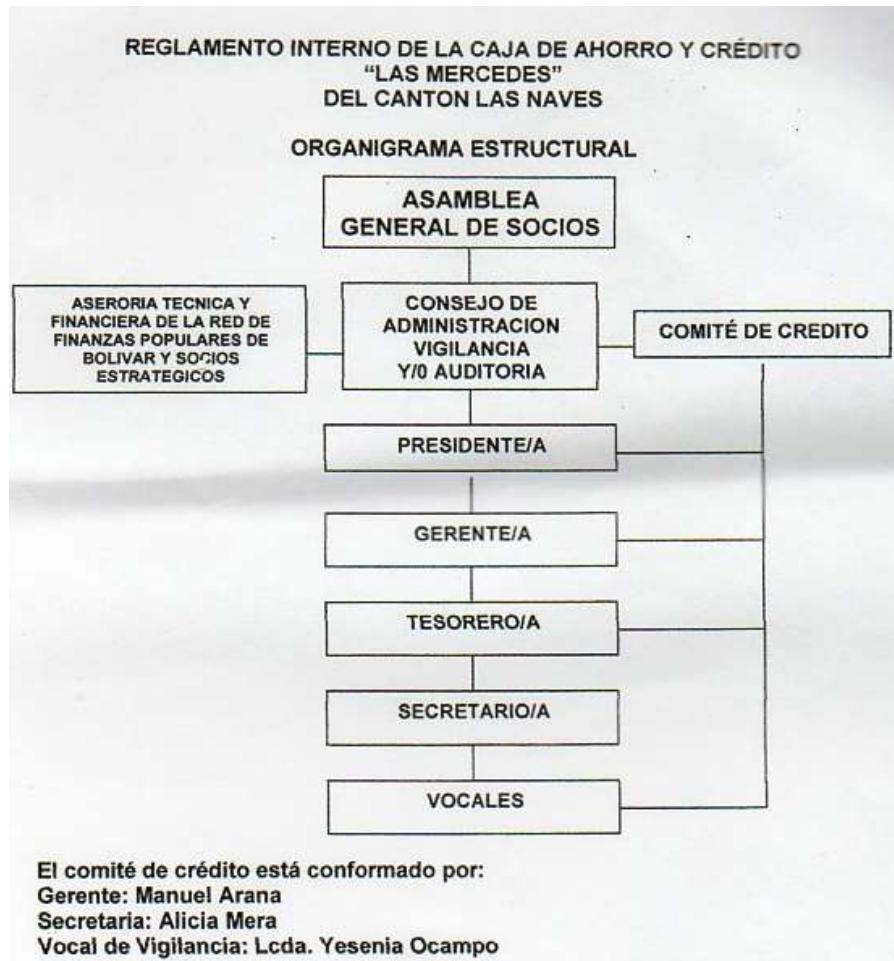 REGLAMENTO INTERNO DE LA CAJA DE AHORRO Y CRÉDITO
“LAS MERCEDES”
DEL CANTON LAS NAVES
ORGANIGRAMA ESTRUCTURAL
ASAMBLEA
GENERAL DE SOCIOS
ASERORIA TECNICA Y
FINANCIERA DE LA RED DE
FINANZAS POPULARES DE
BOLIVAR Y SOCIOS
ESTRATEGICOS
CONSEJO DE
ADMINISTRACION
VIGILANCIA
Y/0 AUDITORIA
COMITÉ DE CREDITO
PRESIDENTE/A
GERENTE/A
TESORERO/A
SECRETARIO/A
VOCALES
El comité de crédito está conformado por:
Gerente: Manuel Arana
Secretaria: Alicia Mera
Vocal de Vigilancia: Lcda. Yesenia Ocampo